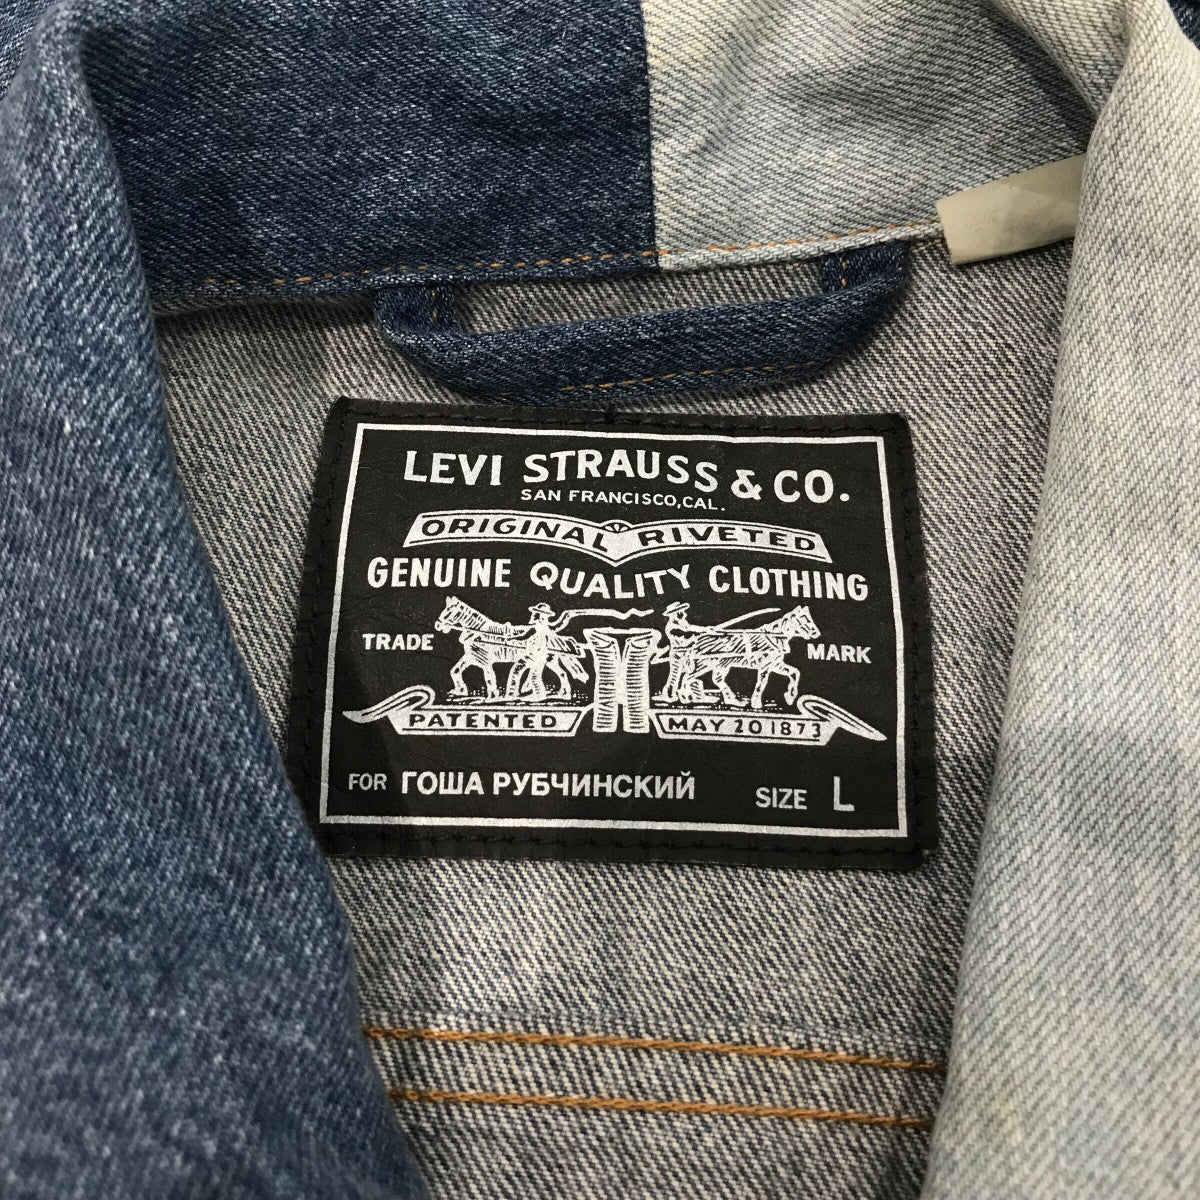 LEVI STRAUSS & CO.
SAN FRANCISCO, CAL.
ORIGINAL RIVETED
GENUINE QUALITY CLOTHING
TRADE MARK
PATENTED MAY 20 1873
FOR ГОША РУБЧИНСКИЙ SIZE L